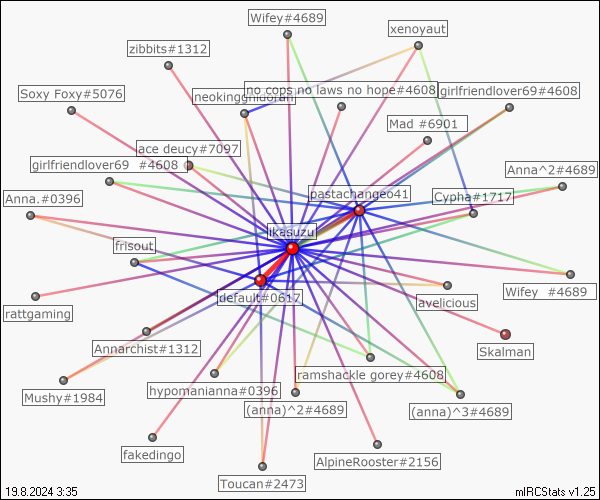 Wifey#4689
xenoyaut
zibbits#1312
no cops no laws no hope#4608
girlfriendlover69#4608
Soxy Foxy#5076
neokingghidorah
Mad #6901
ace deucy#7097
girlfriendlover69 #4608
Anna^2#4689
pastachangeo41
Cypha#1717
Anna.#0396
ikasuzu
frisout
Wifey #4689
default#0617
avelicious
rattgaming
Annarchist#1312
Skalman
ramshackle gorey#4608
hypomanianna#0396
Mushy#1984
(anna)^2#4689
(anna)^3#4689
fakedingo
AlpineRooster#2156
Toucan#2473
19.8.2024 3:35
mIRCStats v1.25